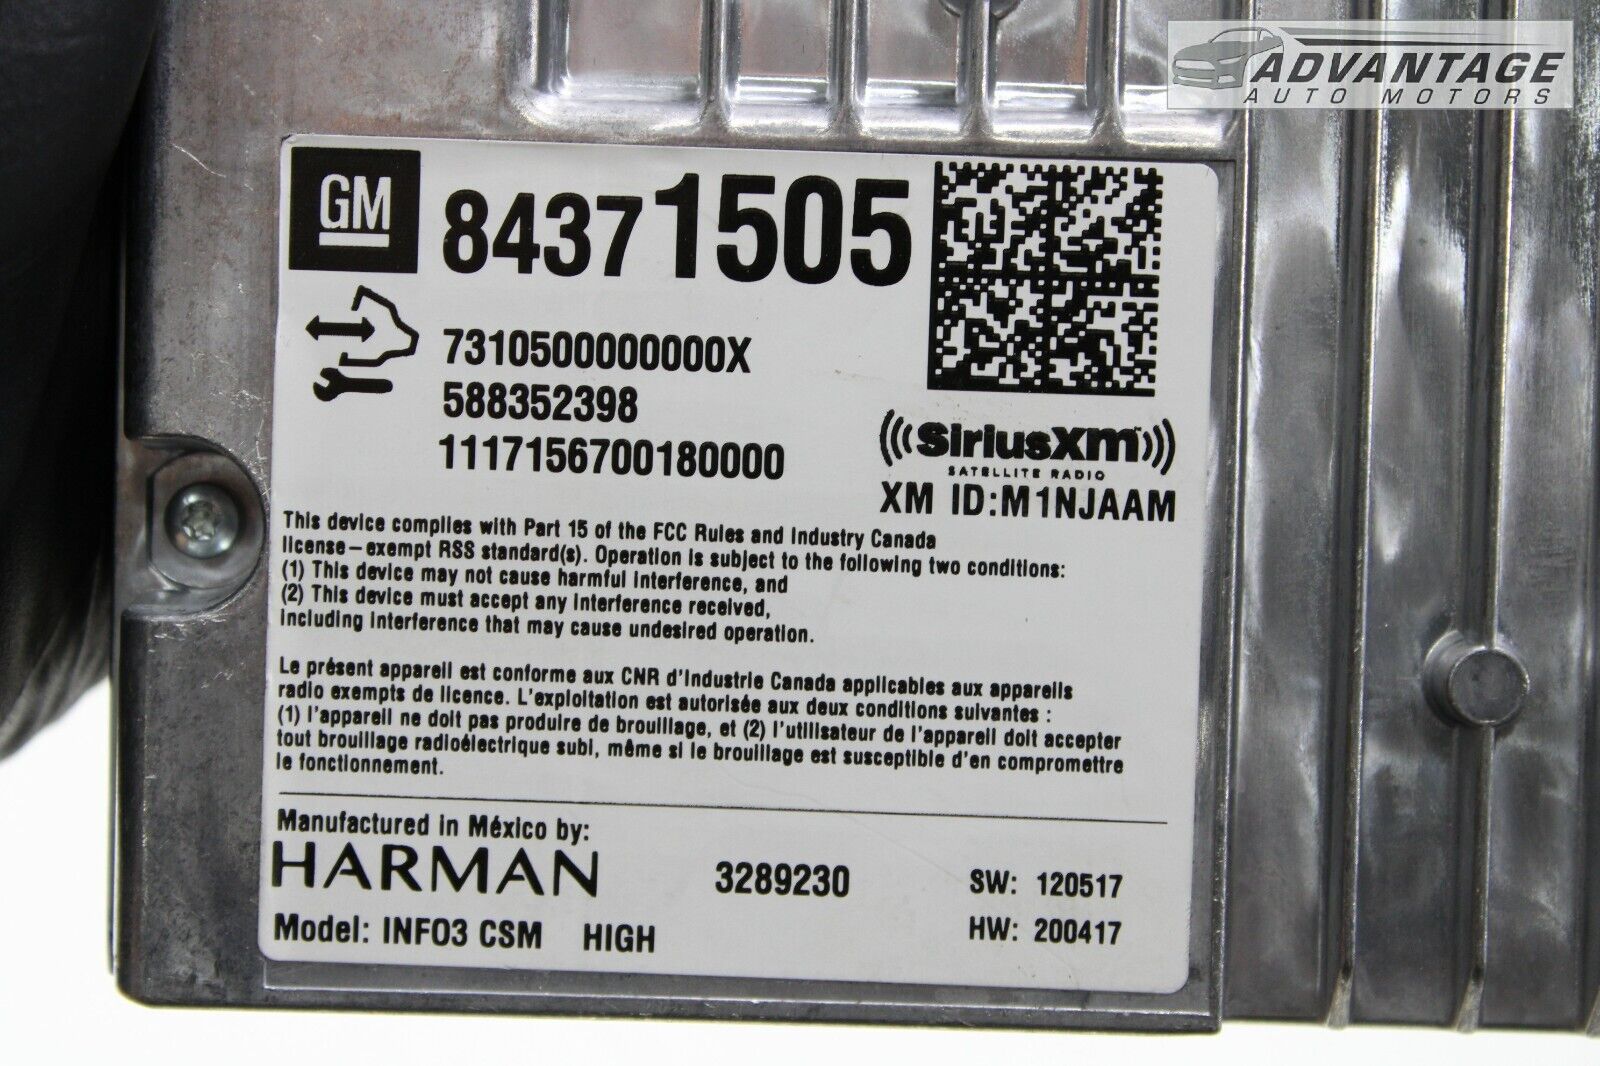 ADVANTAGE
AUTO MOTORS
GM 84371505
7310500000000X
588352398
1117156700180000
SiriusXm
SATELLITE RADIO
XM ID:M1NJAAM
This device complies with Part 15 of the FCC Rules and Industry Canada
license-exempt RSS standard(s). Operation is subject to the following two conditions:
(1) This device may not cause harmful interference, and
(2) This device must accept any interference received,
including interference that may cause undesired operation.
Le présent appareil est conforme aux CNR d'Industrie Canada applicables aux appareils
radio exempts de licence. L'exploitation est autorisée aux deux conditions suivantes :
(1) l'appareil ne doit pas produire de brouillage, et (2) l'utilisateur de l'appareil doit accepter
tout brouillage radioélectrique subi, même si le brouillage est susceptible d'en compromettre
le fonctionnement.
Manufactured in México by:
HARMAN 3289230 SW: 120517
Model: INFO3 CSM HIGH HW: 200417